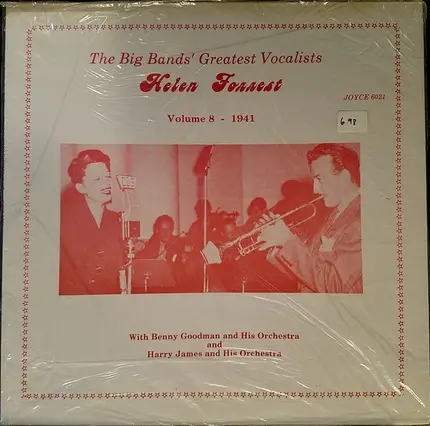 The Big Bands' Greatest Vocalists
Helen Forrest
JOYCE 6021
Volume 8 - 1941
6.98
With Benny Goodman and His Orchestra
and
Harry James and His Orchestra